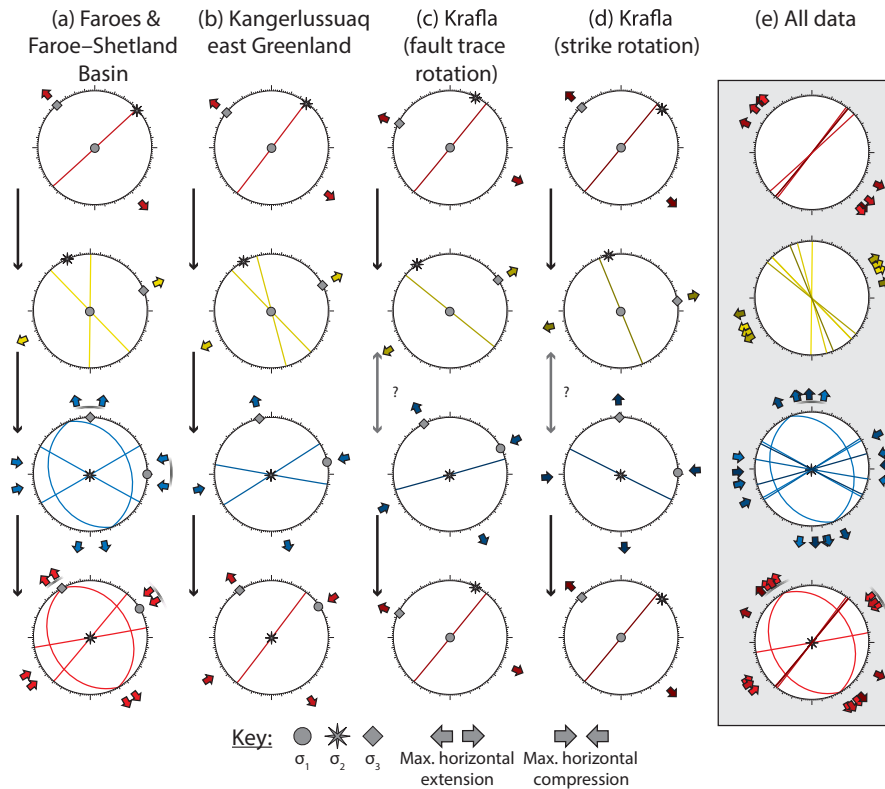 (a) Faroes &
Faroe–Shetland
Basin
(b) Kangerlussuaq
east Greenland
(c) Krafla
(fault trace
rotation)
(d) Krafla
(strike rotation)
(e) All data
?
?
Key:
σ1
σ2
σ3
Max. horizontal
extension
Max. horizontal
compression